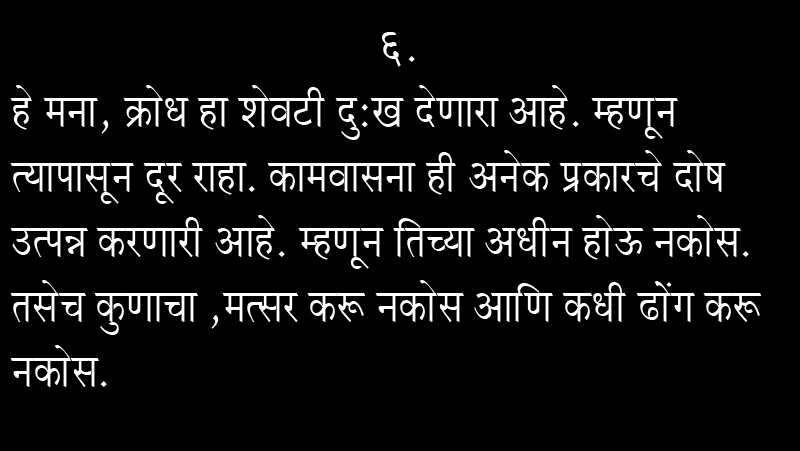 ६.
हे मना, क्रोध हा शेवटी दु:ख देणारा आहे. म्हणून
त्यापासून दूर राहा. कामवासना ही अनेक प्रकारचे दोष
उत्पन्न करणारी आहे. म्हणून तिच्या अधीन होऊ नकोस.
तसेच कुणाचा ,मत्सर करू नकोस आणि कधी ढोंग करू
नकोस.